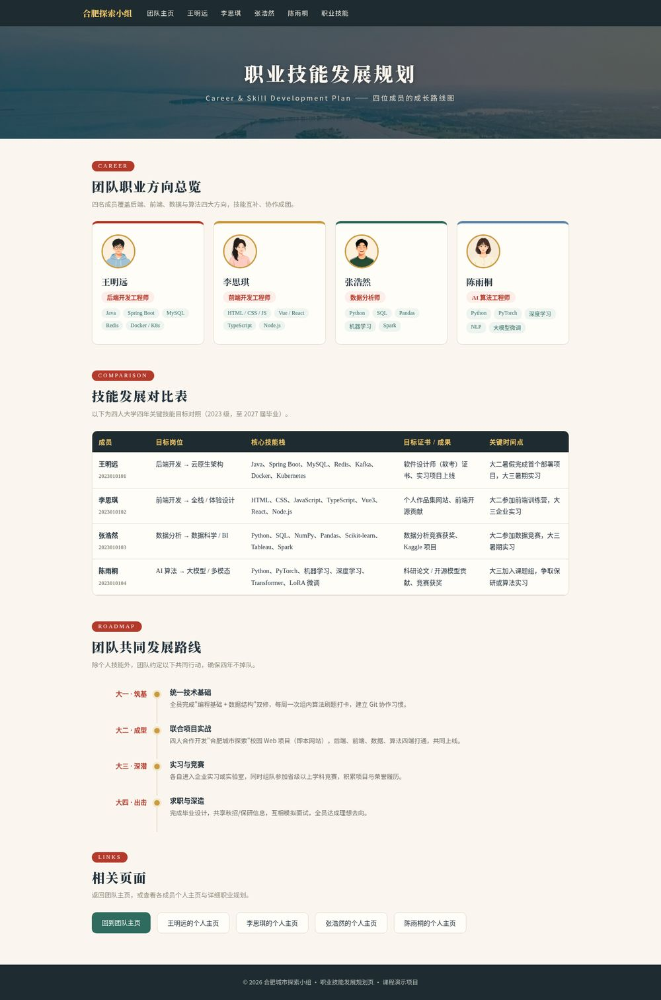 合肥探索小组 团队主页 王明远 李思琪 张浩然 陈雨桐 职业技能
职业技能发展规划
Career & Skill Development Plan —— 四位成员的成长路线图
CAREER
团队职业方向总览
四名成员覆盖后端、前端、数据与算法四大方向，技能互补、协作成团。
王明远
后端开发工程师
Java Spring Boot MySQL
Redis Docker / K8s
李思琪
前端开发工程师
HTML / CSS / JS Vue / React
TypeScript Node.js
张浩然
数据分析师
Python SQL Pandas
机器学习 Spark
陈雨桐
AI 算法工程师
Python PyTorch 深度学习
NLP 大模型微调
COMPARISON
技能发展对比表
以下为四人大学四年关键技能目标对照（2023 级，至 2027 届毕业）。
成员 目标岗位 核心技能栈 目标证书 / 成果 关键时间点
王明远 后端开发 → 云原生架构 Java、Spring Boot、MySQL、Redis、Kafka、 软件设计师（软考）证 大二暑假完成首个部署项
2023010101 Docker、Kubernetes 书、实习项目上线 目，大三暑期实习
李思琪 前端开发 → 全栈 / 体验设计 HTML、CSS、JavaScript、TypeScript、Vue3、 个人作品集网站、前端开 大二参加前端训练营，大
2023010102 React、Node.js 源贡献 三企业实习
张浩然 数据分析 → 数据科学 / BI Python、SQL、NumPy、Pandas、Scikit-learn、 数据分析竞赛获奖、 大二参加数据竞赛，大三
2023010103 Tableau、Spark Kaggle 项目 暑期实习
陈雨桐 AI 算法 → 大模型 / 多模态 Python、PyTorch、机器学习、深度学习、 科研论文 / 开源模型贡 大三加入课题组，争取保
2023010104 Transformer、LoRA 微调 献、竞赛获奖 研或算法实习
ROADMAP
团队共同发展路线
除个人技能外，团队约定以下共同行动，确保四年不掉队。
大一 · 筑基 统一技术基础
全员完成"编程基础 + 数据结构"双修，每周一次组内算法刷题打卡，建立 Git 协作习惯。
大二 · 成型 联合项目实战
四人合作开发"合肥城市探索"校园 Web 项目（即本网站），后端、前端、数据、算法四端打通，共同上线。
大三 · 深潜 实习与竞赛
各自进入企业实习或实验室，同时组队参加省级以上学科竞赛，积累项目与荣誉履历。
大四 · 出击 求职与深造
完成毕业设计，共享秋招/保研信息，互相模拟面试，全员达成理想去向。
LINKS
相关页面
返回团队主页，或查看各成员个人主页与详细职业规划。
回到团队主页 王明远的个人主页 李思琪的个人主页 张浩然的个人主页 陈雨桐的个人主页
© 2026 合肥城市探索小组 · 职业技能发展规划页 · 课程演示项目